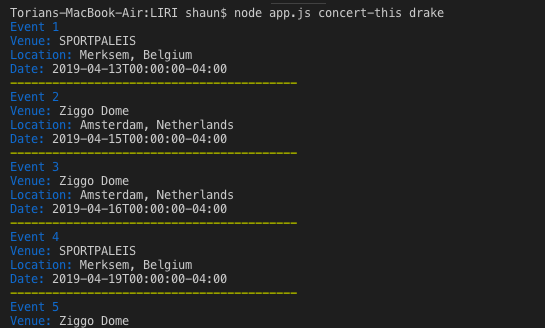 Torians-MacBook-Air:LIRI shaun$ node app.js concert-this drake
Event 1
Venue: SPORTPALEIS
Location: Merksem, Belgium
Date: 2019-04-13T00:00:00-04:00
-----------------------------------------
Event 2
Venue: Ziggo Dome
Location: Amsterdam, Netherlands
Date: 2019-04-15T00:00:00-04:00
-----------------------------------------
Event 3
Venue: Ziggo Dome
Location: Amsterdam, Netherlands
Date: 2019-04-16T00:00:00-04:00
-----------------------------------------
Event 4
Venue: SPORTPALEIS
Location: Merksem, Belgium
Date: 2019-04-19T00:00:00-04:00
-----------------------------------------
Event 5
Venue: Ziggo Dome